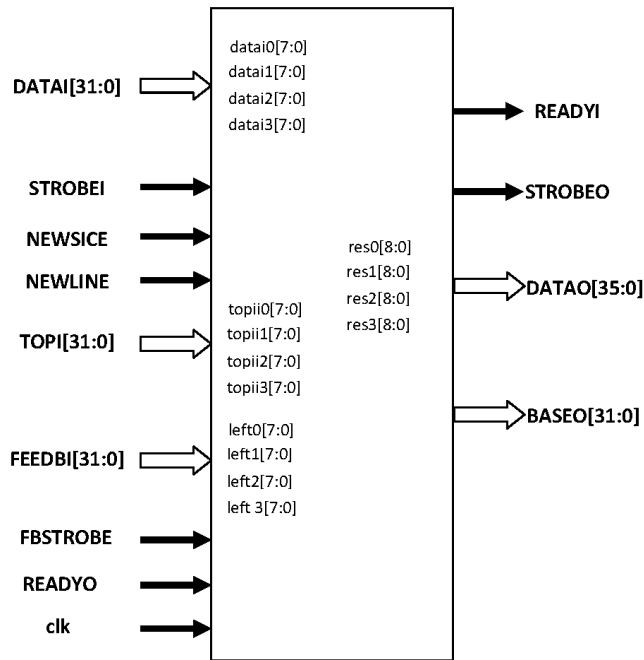 datai0[7:0]
DATAI[31:0]
datai1[7:0]
datai2[7:0]
datai3[7:0]
READYI
STROBEI
STROBEO
NEWSICE
res0[8:0]
NEWLINE
res1[8:0]
DATAO[35:0]
res2[8:0]
topii0[7:0]
res3[8:0]
TOPI[31:0]
topii1[7:0]
topii2[7:0]
topii3[7:0]
BASEO[31:0]
left0[7:0]
FEEDBI[31:0]
left1[7:0]
left2[7:0]
left 3[7:0]
FBSTROBE
READYO
clk